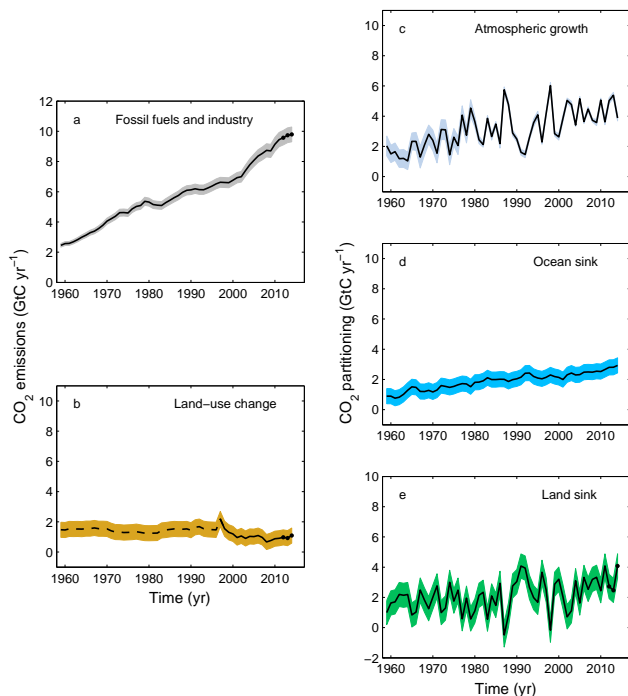 a Fossil fuels and industry
12
10
8
6
4
2
0
1960 1970 1980 1990 2000 2010
b Land−use change
10
8
6
4
2
0
1960 1970 1980 1990 2000 2010
Time (yr)
CO2 emissions (GtC yr−1)
c Atmospheric growth
10
8
6
4
2
0
1960 1970 1980 1990 2000 2010
d Ocean sink
10
8
6
4
2
0
1960 1970 1980 1990 2000 2010
e Land sink
10
8
6
4
2
0
−2
1960 1970 1980 1990 2000 2010
Time (yr)
CO2 partitioning (GtC yr−1)